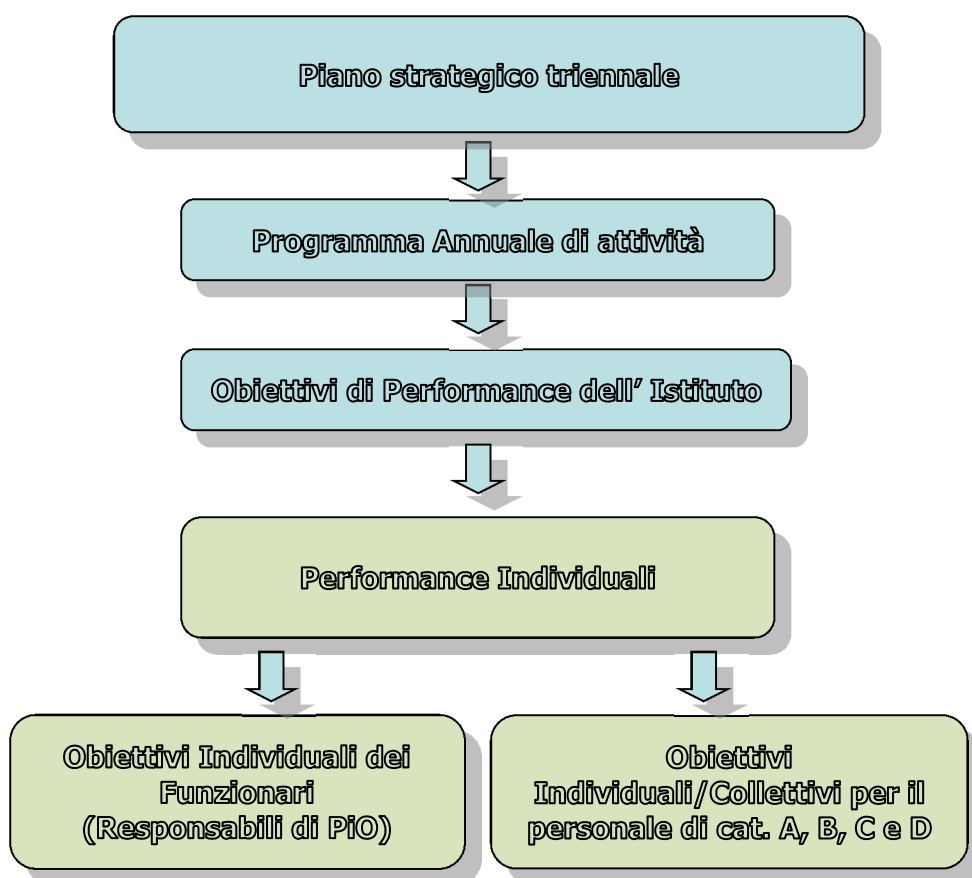 Piano strategico triennale
Programma Annuale di attività
Obiettivi di Performance dell’ Istituto
Performance Individuali
Obiettivi Individuali dei
Funzionari
(Responsabili di PiO)
Obiettivi
Individuali/Collettivi per il
personale di cat. A, B, C e D